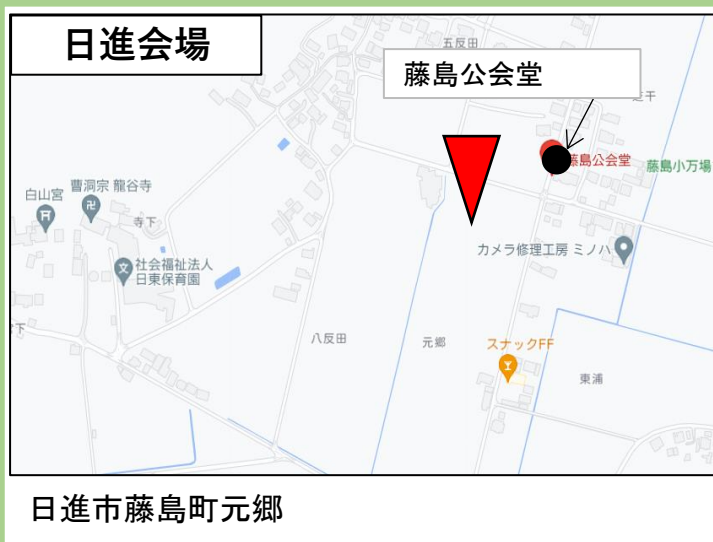 日進会場
五反田
藤島公会堂
藤島公会堂
藤島小万場
白山宮
曹洞宗 龍谷寺
寺下
カメラ修理工房 ミノハ
社会福祉法人
日東保育園
下
八反田
元郷
スナックFF
東浦
日進市藤島町元郷